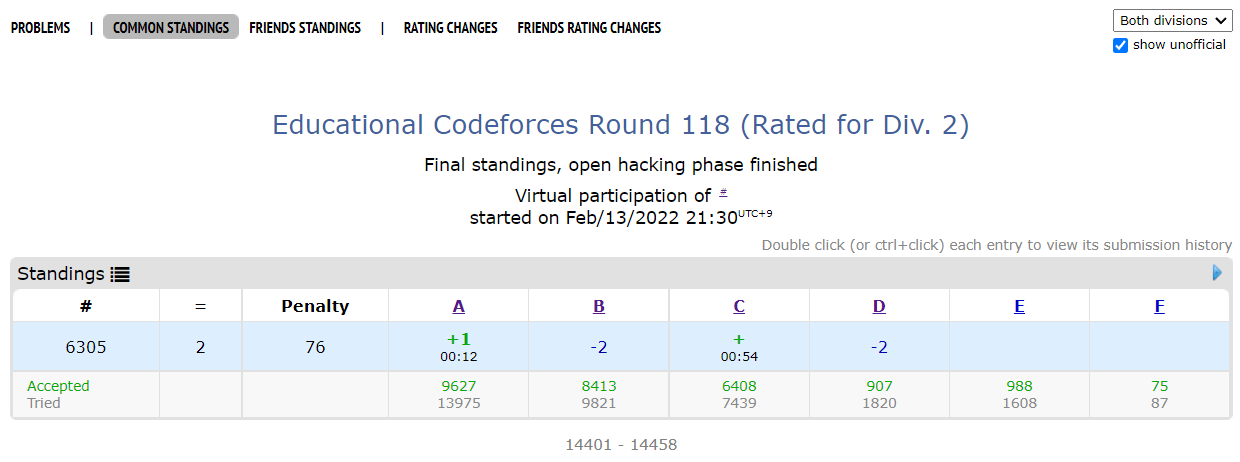 PROBLEMS | COMMON STANDINGS FRIENDS STANDINGS | RATING CHANGES FRIENDS RATING CHANGES
Both divisions
show unofficial
Educational Codeforces Round 118 (Rated for Div. 2)
Final standings, open hacking phase finished
Virtual participation of #
started on Feb/13/2022 21:30UTC+9
Double click (or ctrl+click) each entry to view its submission history
Standings
# = Penalty A B C D E F
6305 2 76 +1 -2 + -2
00:12 00:54
Accepted 9627 8413 6408 907 988 75
Tried 13975 9821 7439 1820 1608 87
14401 - 14458